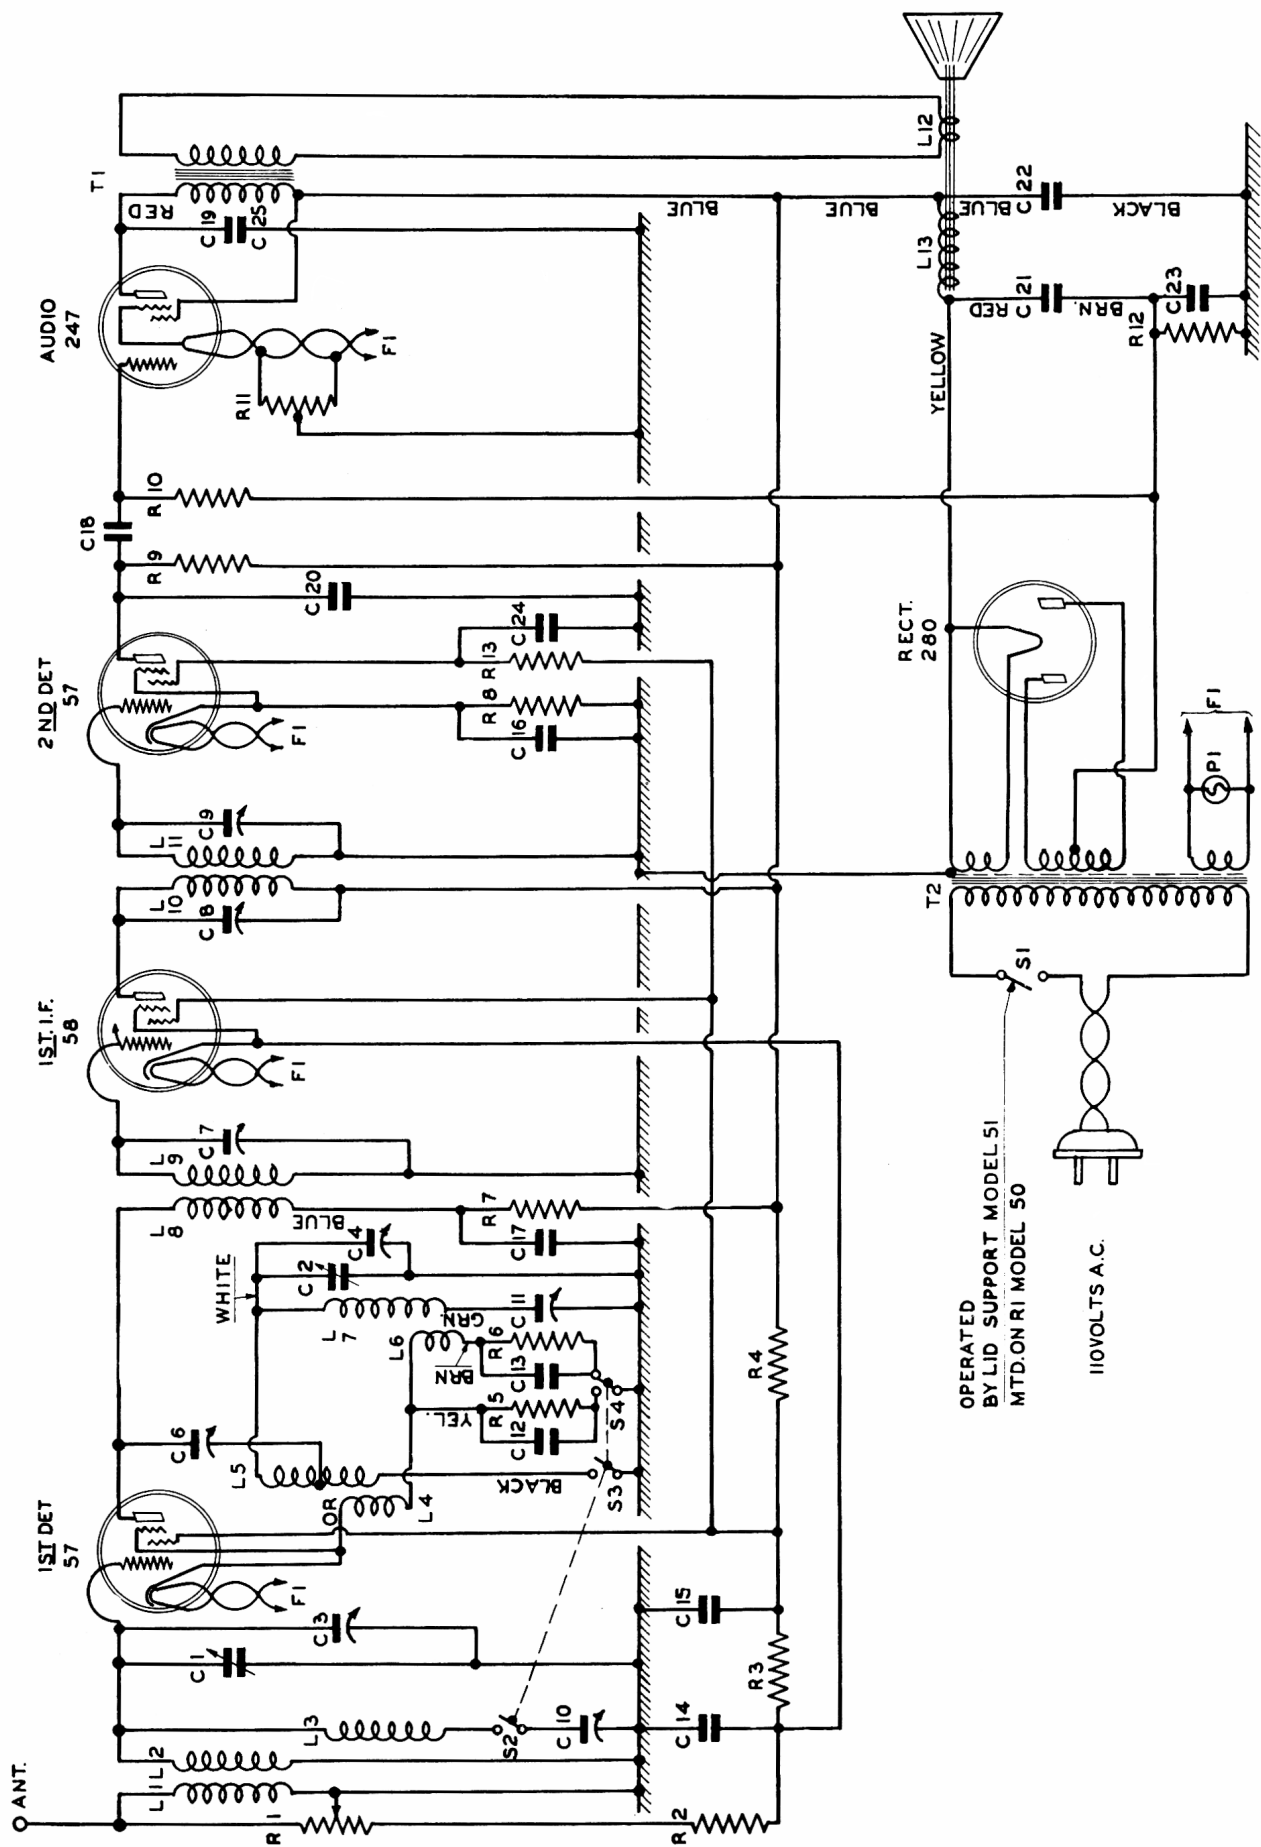 ANT.
1ST DET
57
1ST. I.F.
58
2ND DET
57
AUDIO
247
T1
RED
C19
C25
F1
R11
R10
C18
R9
C20
C24
R13
R8
C16
F1
C9
L11
L10
C8
F1
C7
L9
L8
BLUE
R7
C17
C4
C2
WHITE
L7
GRN.
C11
L6
BRN
R6
C13
YEL.
R5
C12
S4
C6
L5
BLACK
S3
OR
L4
F1
C3
C1
L3
S2
C10
L2
L1
R1
R2
C14
R3
C15
R4
BLUE
BLUE
BLUE
L12
L13
C22
BLACK
RED
C21
BRN.
R12
C23
YELLOW
RECT.
280
F1
P1
T2
S1
OPERATED
BY LID SUPPORT MODEL 51
MTD. ON R1 MODEL 50
110 VOLTS A.C.